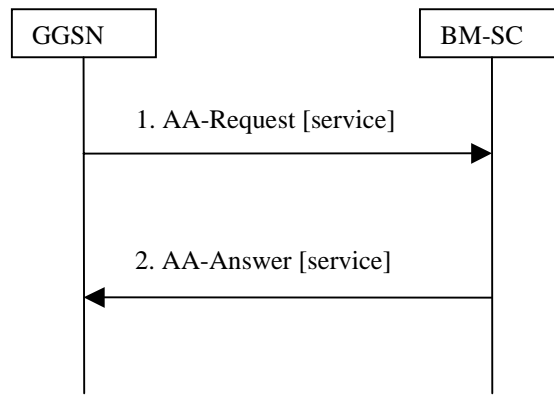 GGSN
BM-SC
1. AA-Request [service]
2. AA-Answer [service]